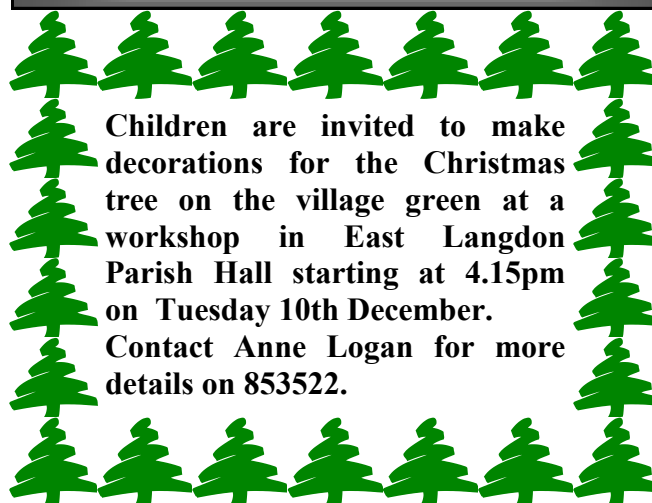 Children are invited to make
decorations for the Christmas
tree on the village green at a
workshop in East Langdon
Parish Hall starting at 4.15pm
on Tuesday 10th December.
Contact Anne Logan for more
details on 853522.